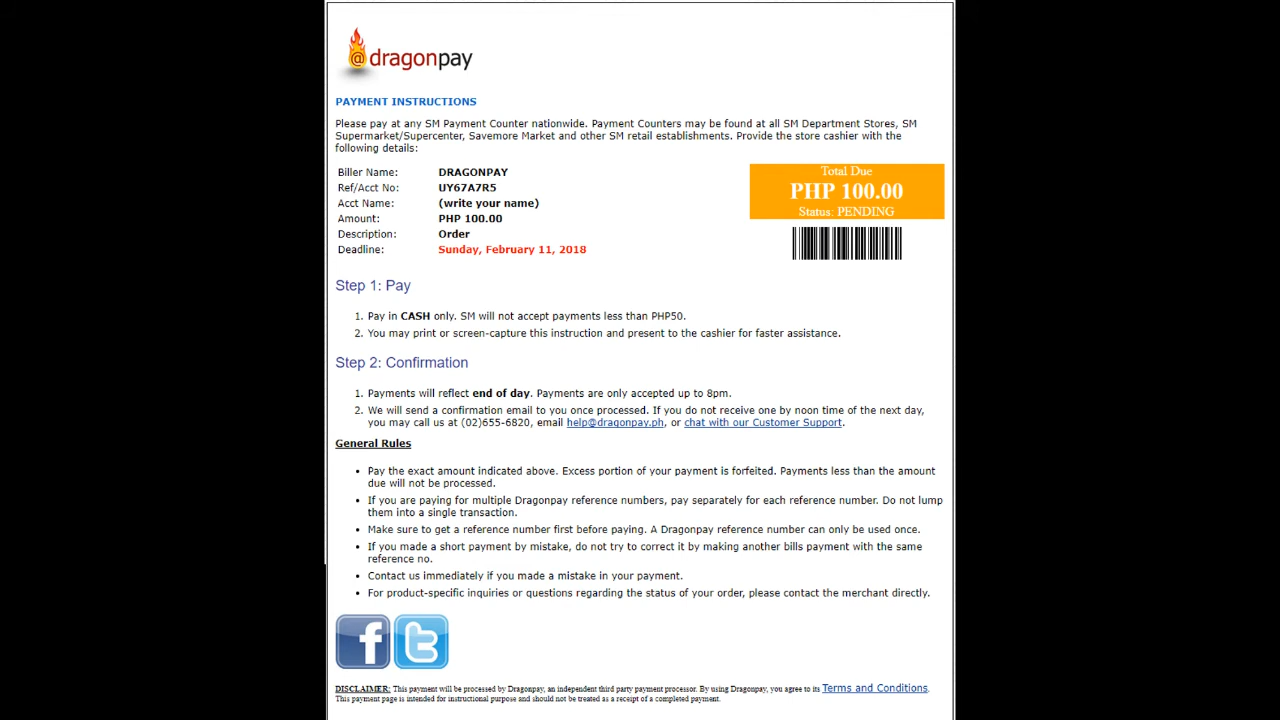 @dragonpay
PAYMENT INSTRUCTIONS
Please pay at any SM Payment Counter nationwide. Payment Counters may be found at all SM Department Stores, SM
Supermarket/Supercenter, Savemore Market and other SM retail establishments. Provide the store cashier with the
following details:
Biller Name: DRAGONPAY
Ref/Acct No: UY67A7R5
Acct Name: (write your name)
Amount: PHP 100.00
Description: Order
Deadline: Sunday, February 11, 2018
Total Due
PHP 100.00
Status: PENDING
Step 1: Pay
1. Pay in CASH only. SM will not accept payments less than PHP50.
2. You may print or screen-capture this instruction and present to the cashier for faster assistance.
Step 2: Confirmation
1. Payments will reflect end of day. Payments are only accepted up to 8pm.
2. We will send a confirmation email to you once processed. If you do not receive one by noon time of the next day,
you may call us at (02)655-6820, email help@dragonpay.ph, or chat with our Customer Support.
General Rules
• Pay the exact amount indicated above. Excess portion of your payment is forfeited. Payments less than the amount
due will not be processed.
• If you are paying for multiple Dragonpay reference numbers, pay separately for each reference number. Do not lump
them into a single transaction.
• Make sure to get a reference number first before paying. A Dragonpay reference number can only be used once.
• If you made a short payment by mistake, do not try to correct it by making another bills payment with the same
reference no.
• Contact us immediately if you made a mistake in your payment.
• For product-specific inquiries or questions regarding the status of your order, please contact the merchant directly.
DISCLAIMER: This payment will be processed by Dragonpay, an independent third party payment processor. By using Dragonpay, you agree to its Terms and Conditions.
This payment page is intended for instructional purpose and should not be treated as a receipt of a completed payment.